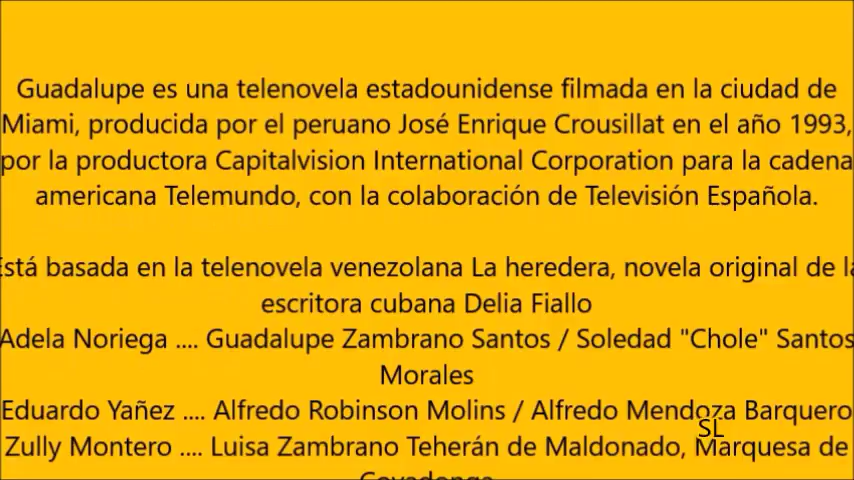 Guadalupe es una telenovela estadounidense filmada en la ciudad de
Miami, producida por el peruano José Enrique Crousillat en el año 1993,
por la productora Capitalvision International Corporation para la cadena
americana Telemundo, con la colaboración de Televisión Española.
Está basada en la telenovela venezolana La heredera, novela original de la
escritora cubana Delia Fiallo
Adela Noriega .... Guadalupe Zambrano Santos / Soledad "Chole" Santos
Morales
Eduardo Yañez .... Alfredo Robinson Molins / Alfredo Mendoza Barquero
SL
Zully Montero .... Luisa Zambrano Teherán de Maldonado, Marquesa de
Covadonga